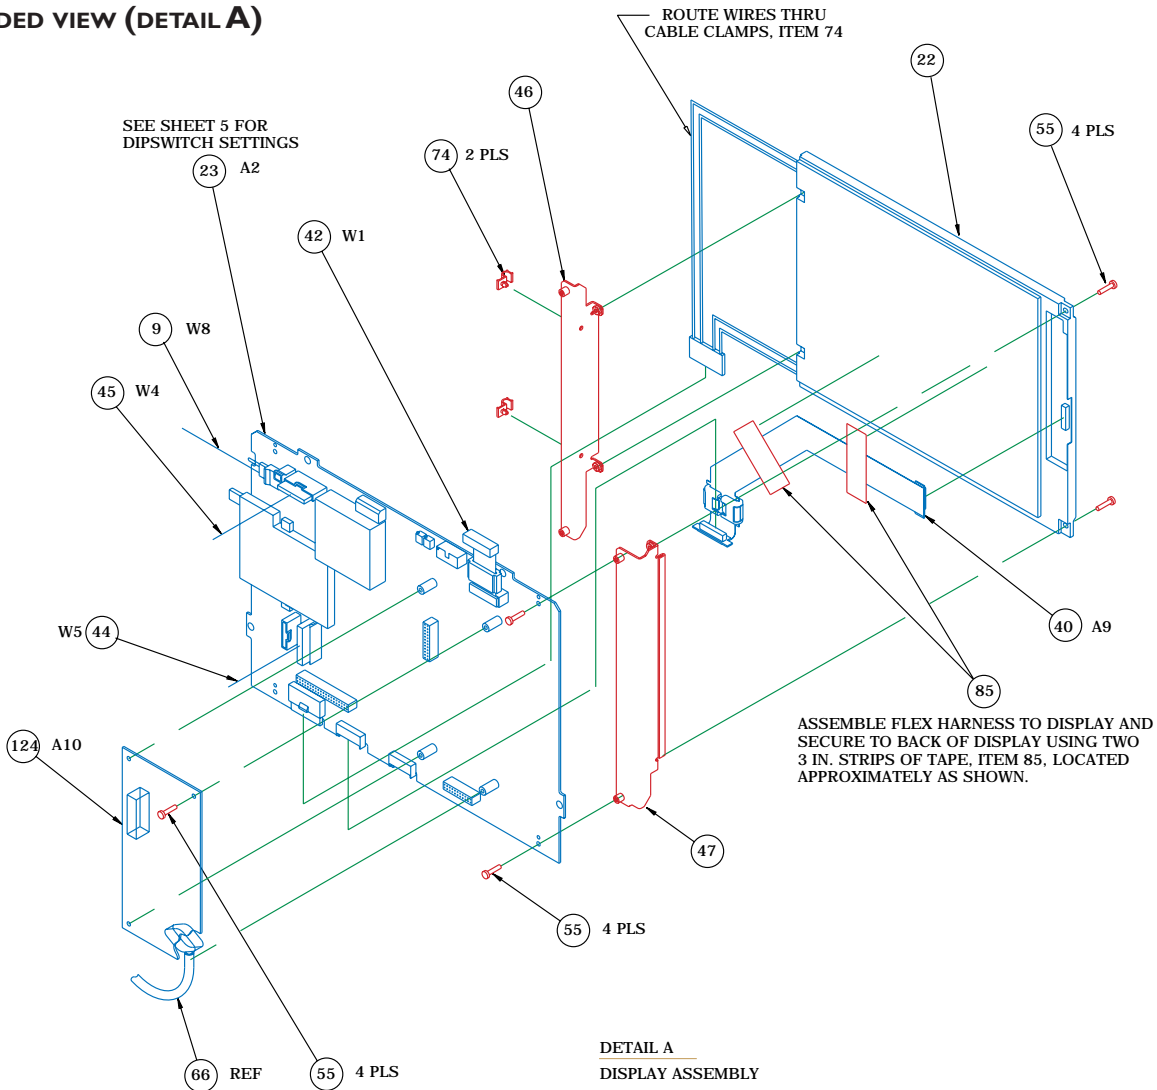 DED VIEW (DETAIL A)
ROUTE WIRES THRU
CABLE CLAMPS, ITEM 74
22
46
55 4 PLS
SEE SHEET 5 FOR
DIPSWITCH SETTINGS
23 A2
74 2 PLS
42 W1
9 W8
45 W4
W5 44
40 A9
85
124 A10
ASSEMBLE FLEX HARNESS TO DISPLAY AND
SECURE TO BACK OF DISPLAY USING TWO
3 IN. STRIPS OF TAPE, ITEM 85, LOCATED
APPROXIMATELY AS SHOWN.
47
55 4 PLS
66 REF
55 4 PLS
DETAIL A
DISPLAY ASSEMBLY